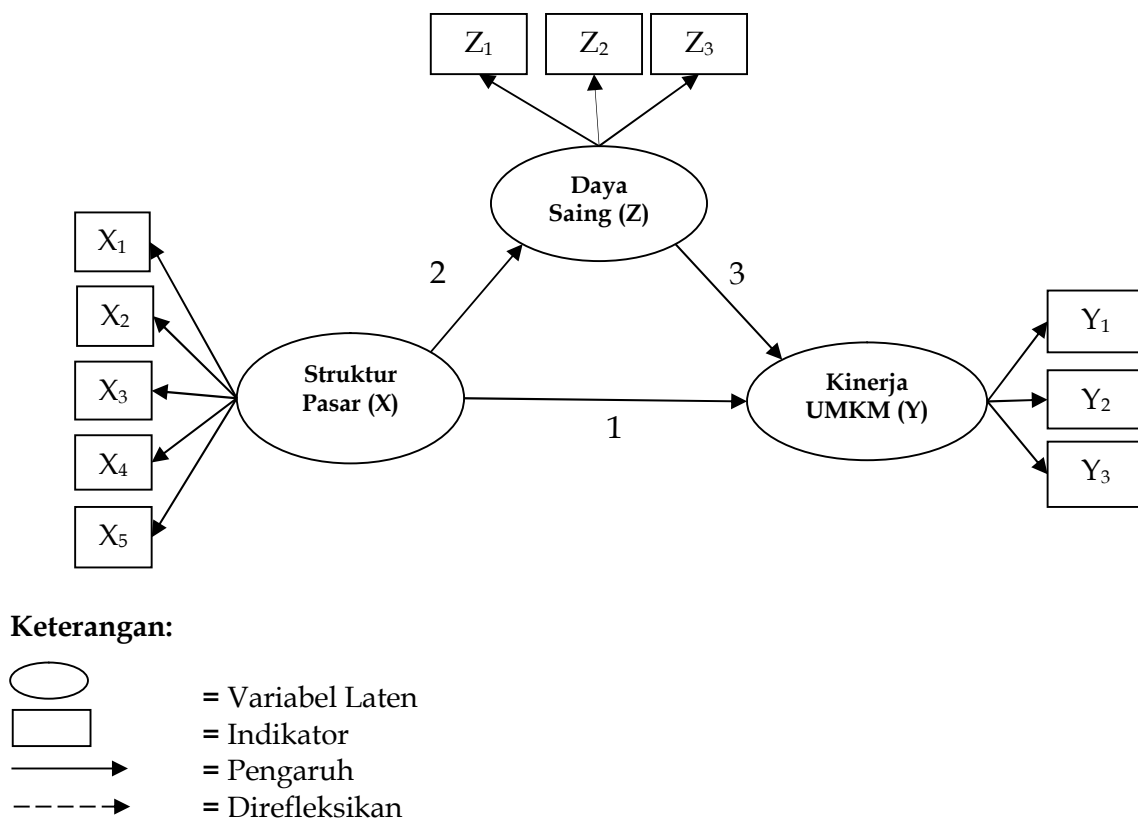 Z₁ Z₂ Z₃
Daya
Saing (Z)
X₁
X₂
X₃
X₄
X₅
2
3
Struktur
Pasar (X)
1
Kinerja
UMKM (Y)
Y₁
Y₂
Y₃
Keterangan:
= Variabel Laten
= Indikator
= Pengaruh
= Direfleksikan